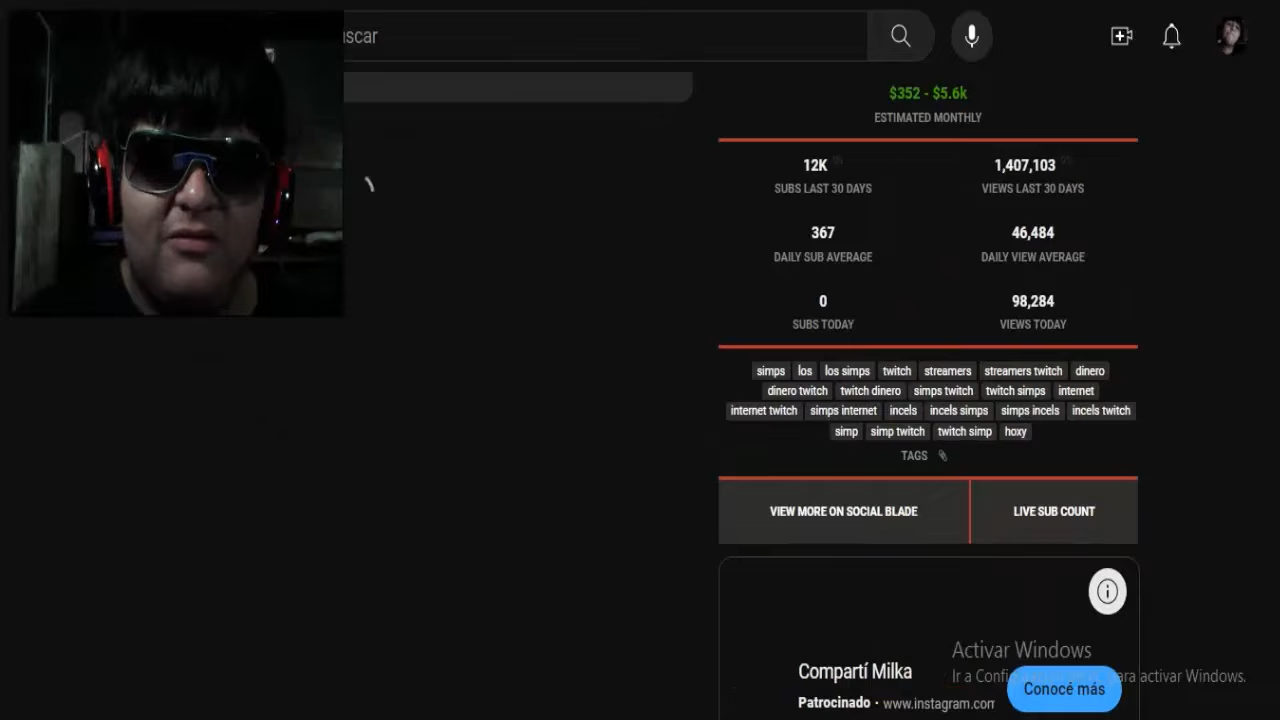 scar
$352 - $5.6k
ESTIMATED MONTHLY
12K 1,407,103
SUBS LAST 30 DAYS VIEWS LAST 30 DAYS
367 46,484
DAILY SUB AVERAGE DAILY VIEW AVERAGE
0 98,284
SUBS TODAY VIEWS TODAY
simps los los simps twitch streamers streamers twitch dinero
dinero twitch twitch dinero simps twitch twitch simps internet
internet twitch simps internet incels incels simps simps incels incels twitch
simp simp twitch twitch simp hoxy
TAGS
VIEW MORE ON SOCIAL BLADE LIVE SUB COUNT
Activar Windows
Compartí Milka
Ir a Confi ara activar Windows.
Conocé más
Patrocinado · www.instagram.com